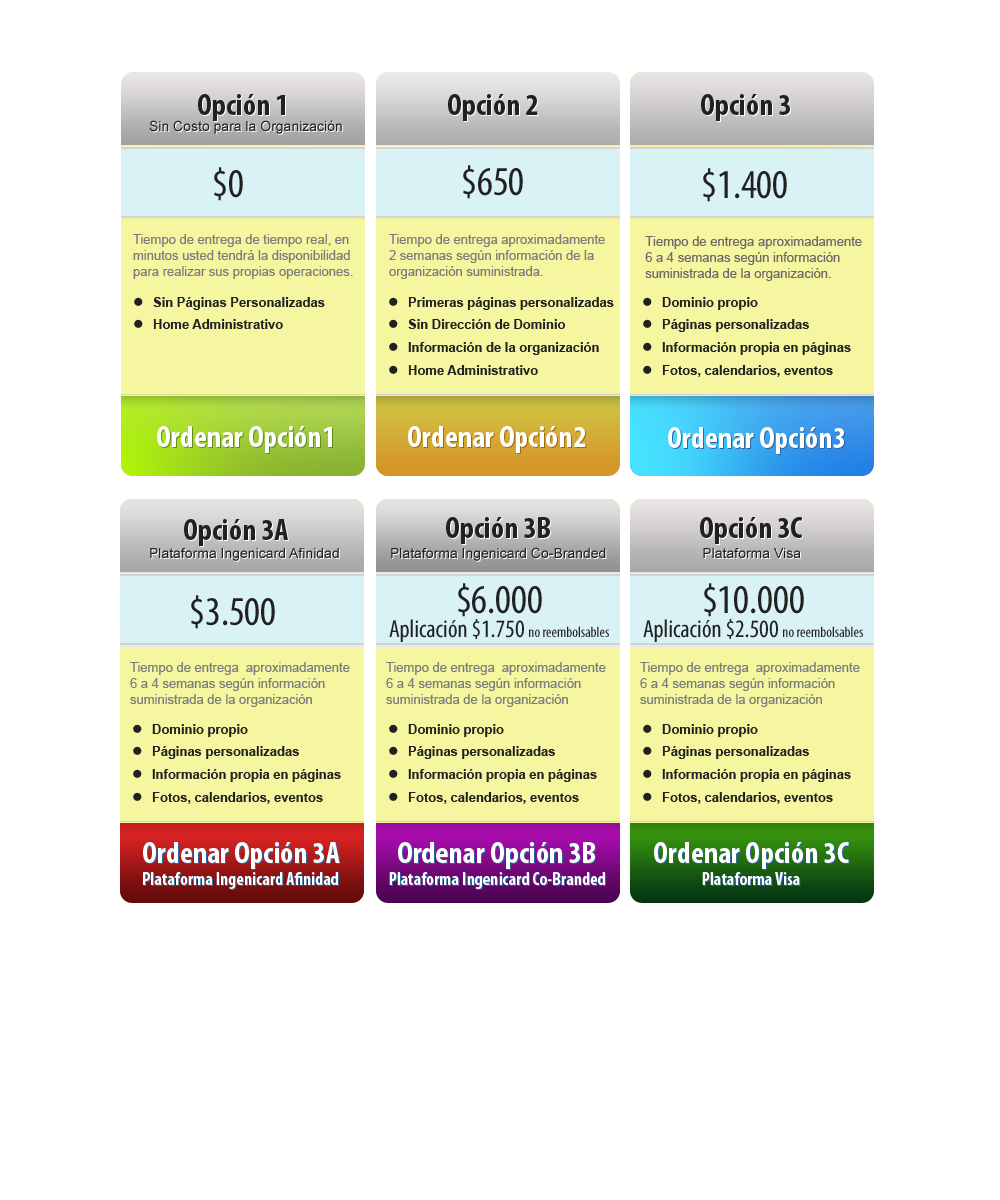 Opción 1
Sin Costo para la Organización
$0
Tiempo de entrega de tiempo real, en
minutos usted tendrá la disponibilidad
para realizar sus propias operaciones.
● Sin Páginas Personalizadas
● Home Administrativo
Ordenar Opción1
Opción 2
$650
Tiempo de entrega aproximadamente
2 semanas según información de la
organización suministrada.
● Primeras páginas personalizadas
● Sin Dirección de Dominio
● Información de la organización
● Home Administrativo
Ordenar Opción2
Opción 3
$1.400
Tiempo de entrega aproximadamente
6 a 4 semanas según información
suministrada de la organización.
● Dominio propio
● Páginas personalizadas
● Información propia en páginas
● Fotos, calendarios, eventos
Ordenar Opción3
Opción 3A
Plataforma Ingenicard Afinidad
$3.500
Tiempo de entrega aproximadamente
6 a 4 semanas según información
suministrada de la organización
● Dominio propio
● Páginas personalizadas
● Información propia en páginas
● Fotos, calendarios, eventos
Ordenar Opción 3A
Plataforma Ingenicard Afinidad
Opción 3B
Plataforma Ingenicard Co-Branded
$6.000
Aplicación $1.750 no reembolsables
Tiempo de entrega aproximadamente
6 a 4 semanas según información
suministrada de la organización
● Dominio propio
● Páginas personalizadas
● Información propia en páginas
● Fotos, calendarios, eventos
Ordenar Opción 3B
Plataforma Ingenicard Co-Branded
Opción 3C
Plataforma Visa
$10.000
Aplicación $2.500 no reembolsables
Tiempo de entrega aproximadamente
6 a 4 semanas según información
suministrada de la organización
● Dominio propio
● Páginas personalizadas
● Información propia en páginas
● Fotos, calendarios, eventos
Ordenar Opción 3C
Plataforma Visa